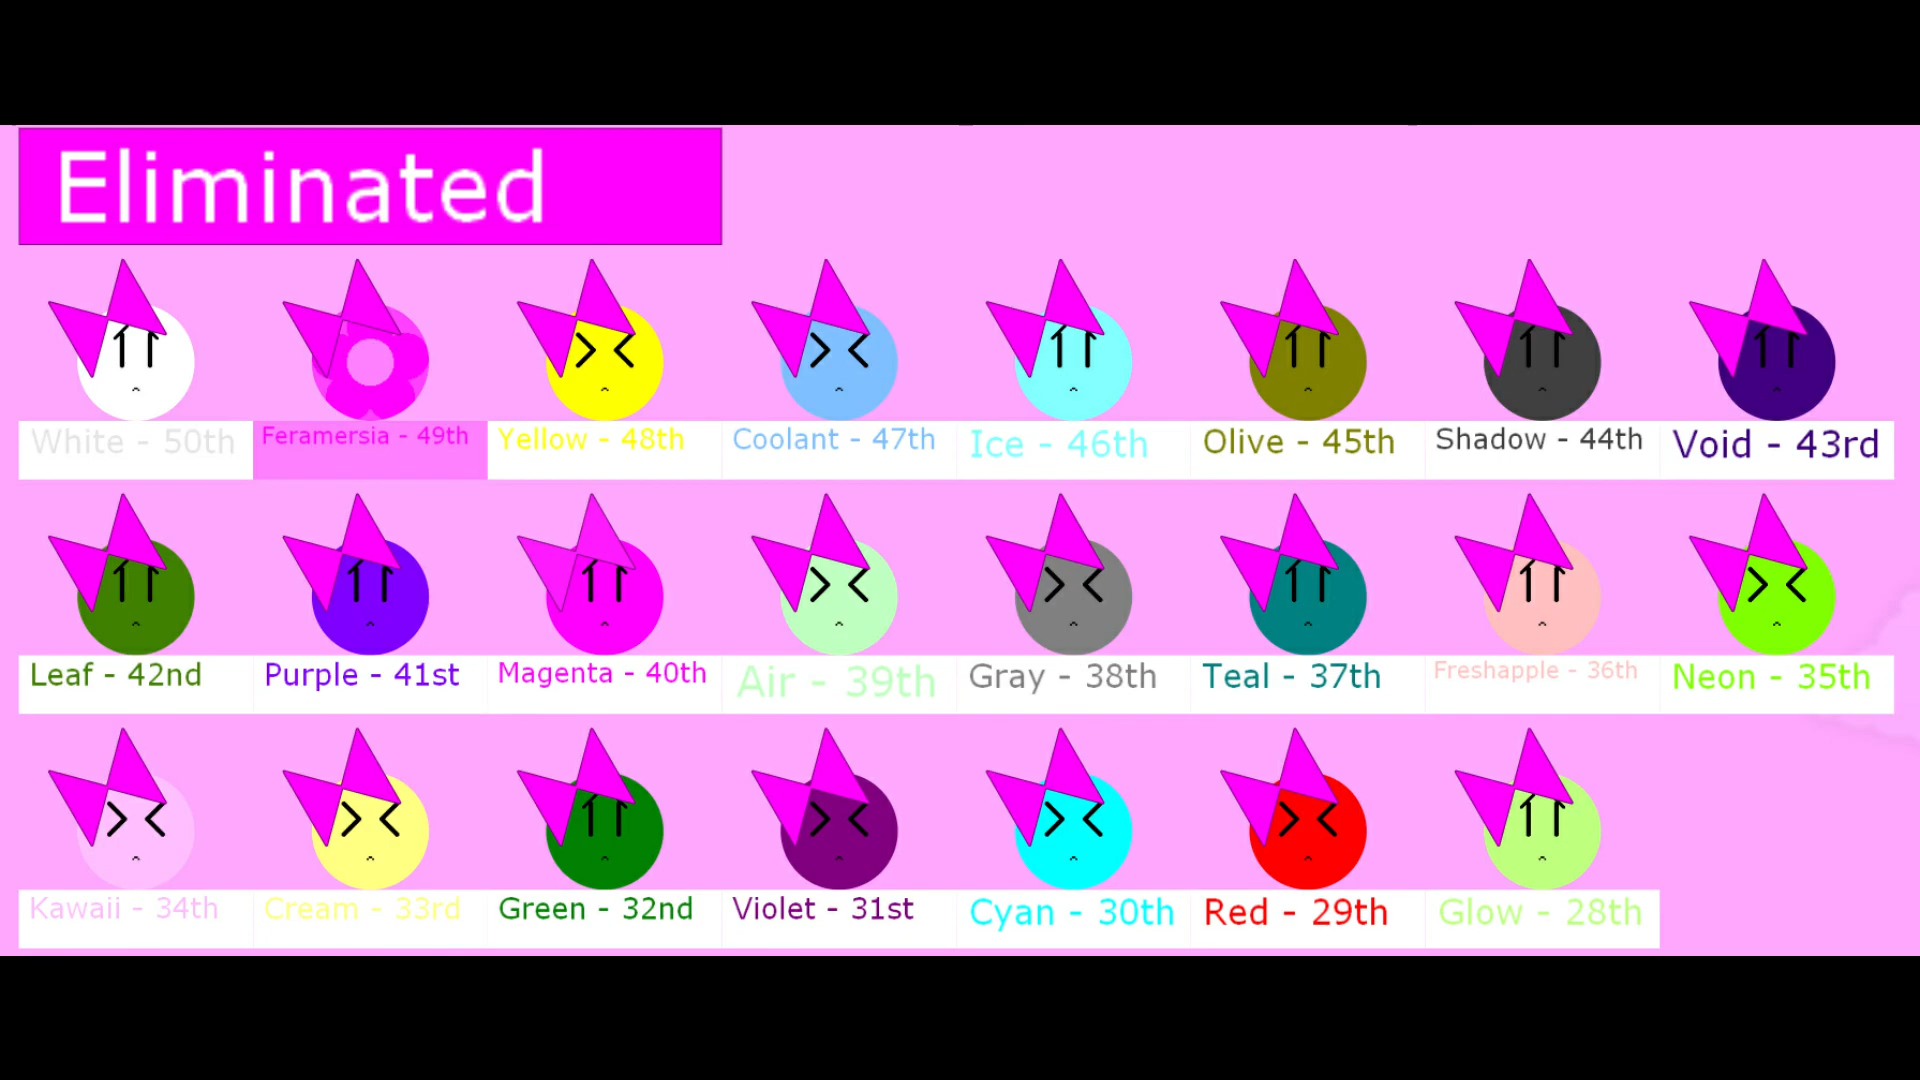 Eliminated
White - 50th
Feramersia - 49th
Yellow - 48th
Coolant - 47th
Ice - 46th
Olive - 45th
Shadow - 44th
Void - 43rd
Leaf - 42nd
Purple - 41st
Magenta - 40th
Air - 39th
Gray - 38th
Teal - 37th
Freshapple - 36th
Neon - 35th
Kawaii - 34th
Cream - 33rd
Green - 32nd
Violet - 31st
Cyan - 30th
Red - 29th
Glow - 28th